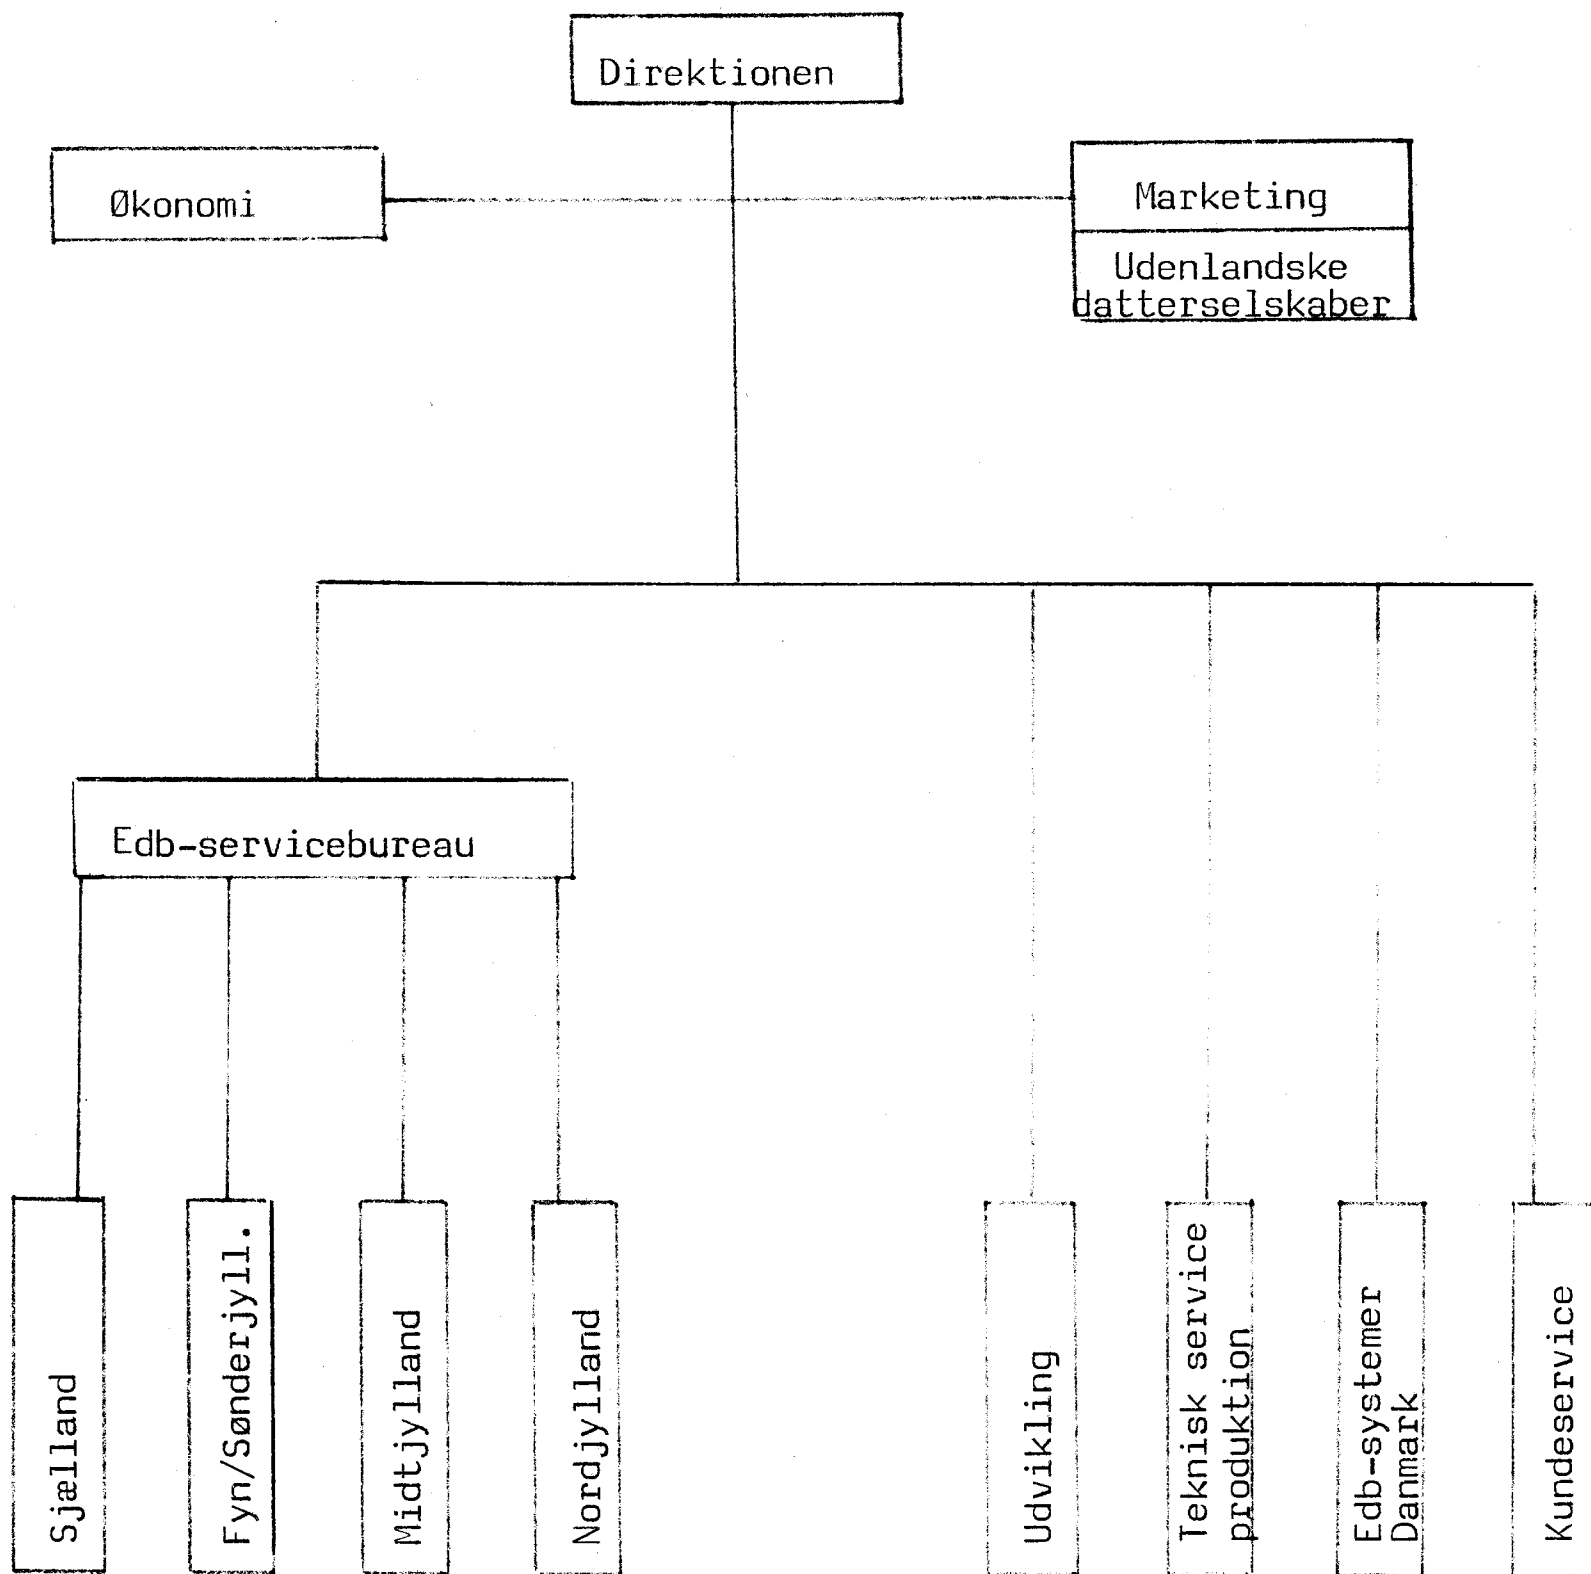 Direktionen
Økonomi
Marketing
Udenlandske
datterselskaber
Edb-servicebureau
Sjælland
Fyn/Sønderjyll.
Midtjylland
Nordjylland
Udvikling
Teknisk service
produktion
Edb-systemer
Danmark
Kundeservice